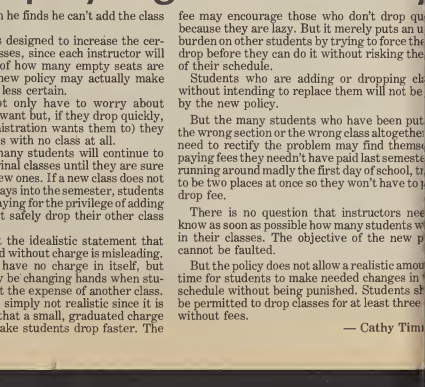 n he finds he can't add the class
s designed to increase the cer-
sses, since each instructor will
of how many empty seats are
new policy may actually make
less certain.
ot only have to worry about
want but, if they drop quickly,
istration wants them to) they
s with no class at all.
many students will continue to
inal classes until they are sure
ew ones. If a new class does not
ays into the semester, students
aying for the privilege of adding
t safely drop their other class
t the idealistic statement that
d without charge is misleading.
have no charge in itself, but
y be changing hands when stu-
t the expense of another class.
simply not realistic since it is
that a small, graduated charge
ake students drop faster. The
fee may encourage those who don't drop qu
because they are lazy. But it merely puts an u
burden on other students by trying to force the
drop before they can do it without risking the
of their schedule.
Students who are adding or dropping cl
without intending to replace them will not be
by the new policy.
But the many students who have been put
the wrong section or the wrong class altogethe
need to rectify the problem may find themse
paying fees they needn't have paid last semeste
running around madly the first day of school, tr
to be two places at once so they won't have to p
drop fee.
There is no question that instructors nee
know as soon as possible how many students w
in their classes. The objective of the new p
cannot be faulted.
But the policy does not allow a realistic amou
time for students to make needed changes in
schedule without being punished. Students sh
be permitted to drop classes for at least three
without fees.
— Cathy Tim